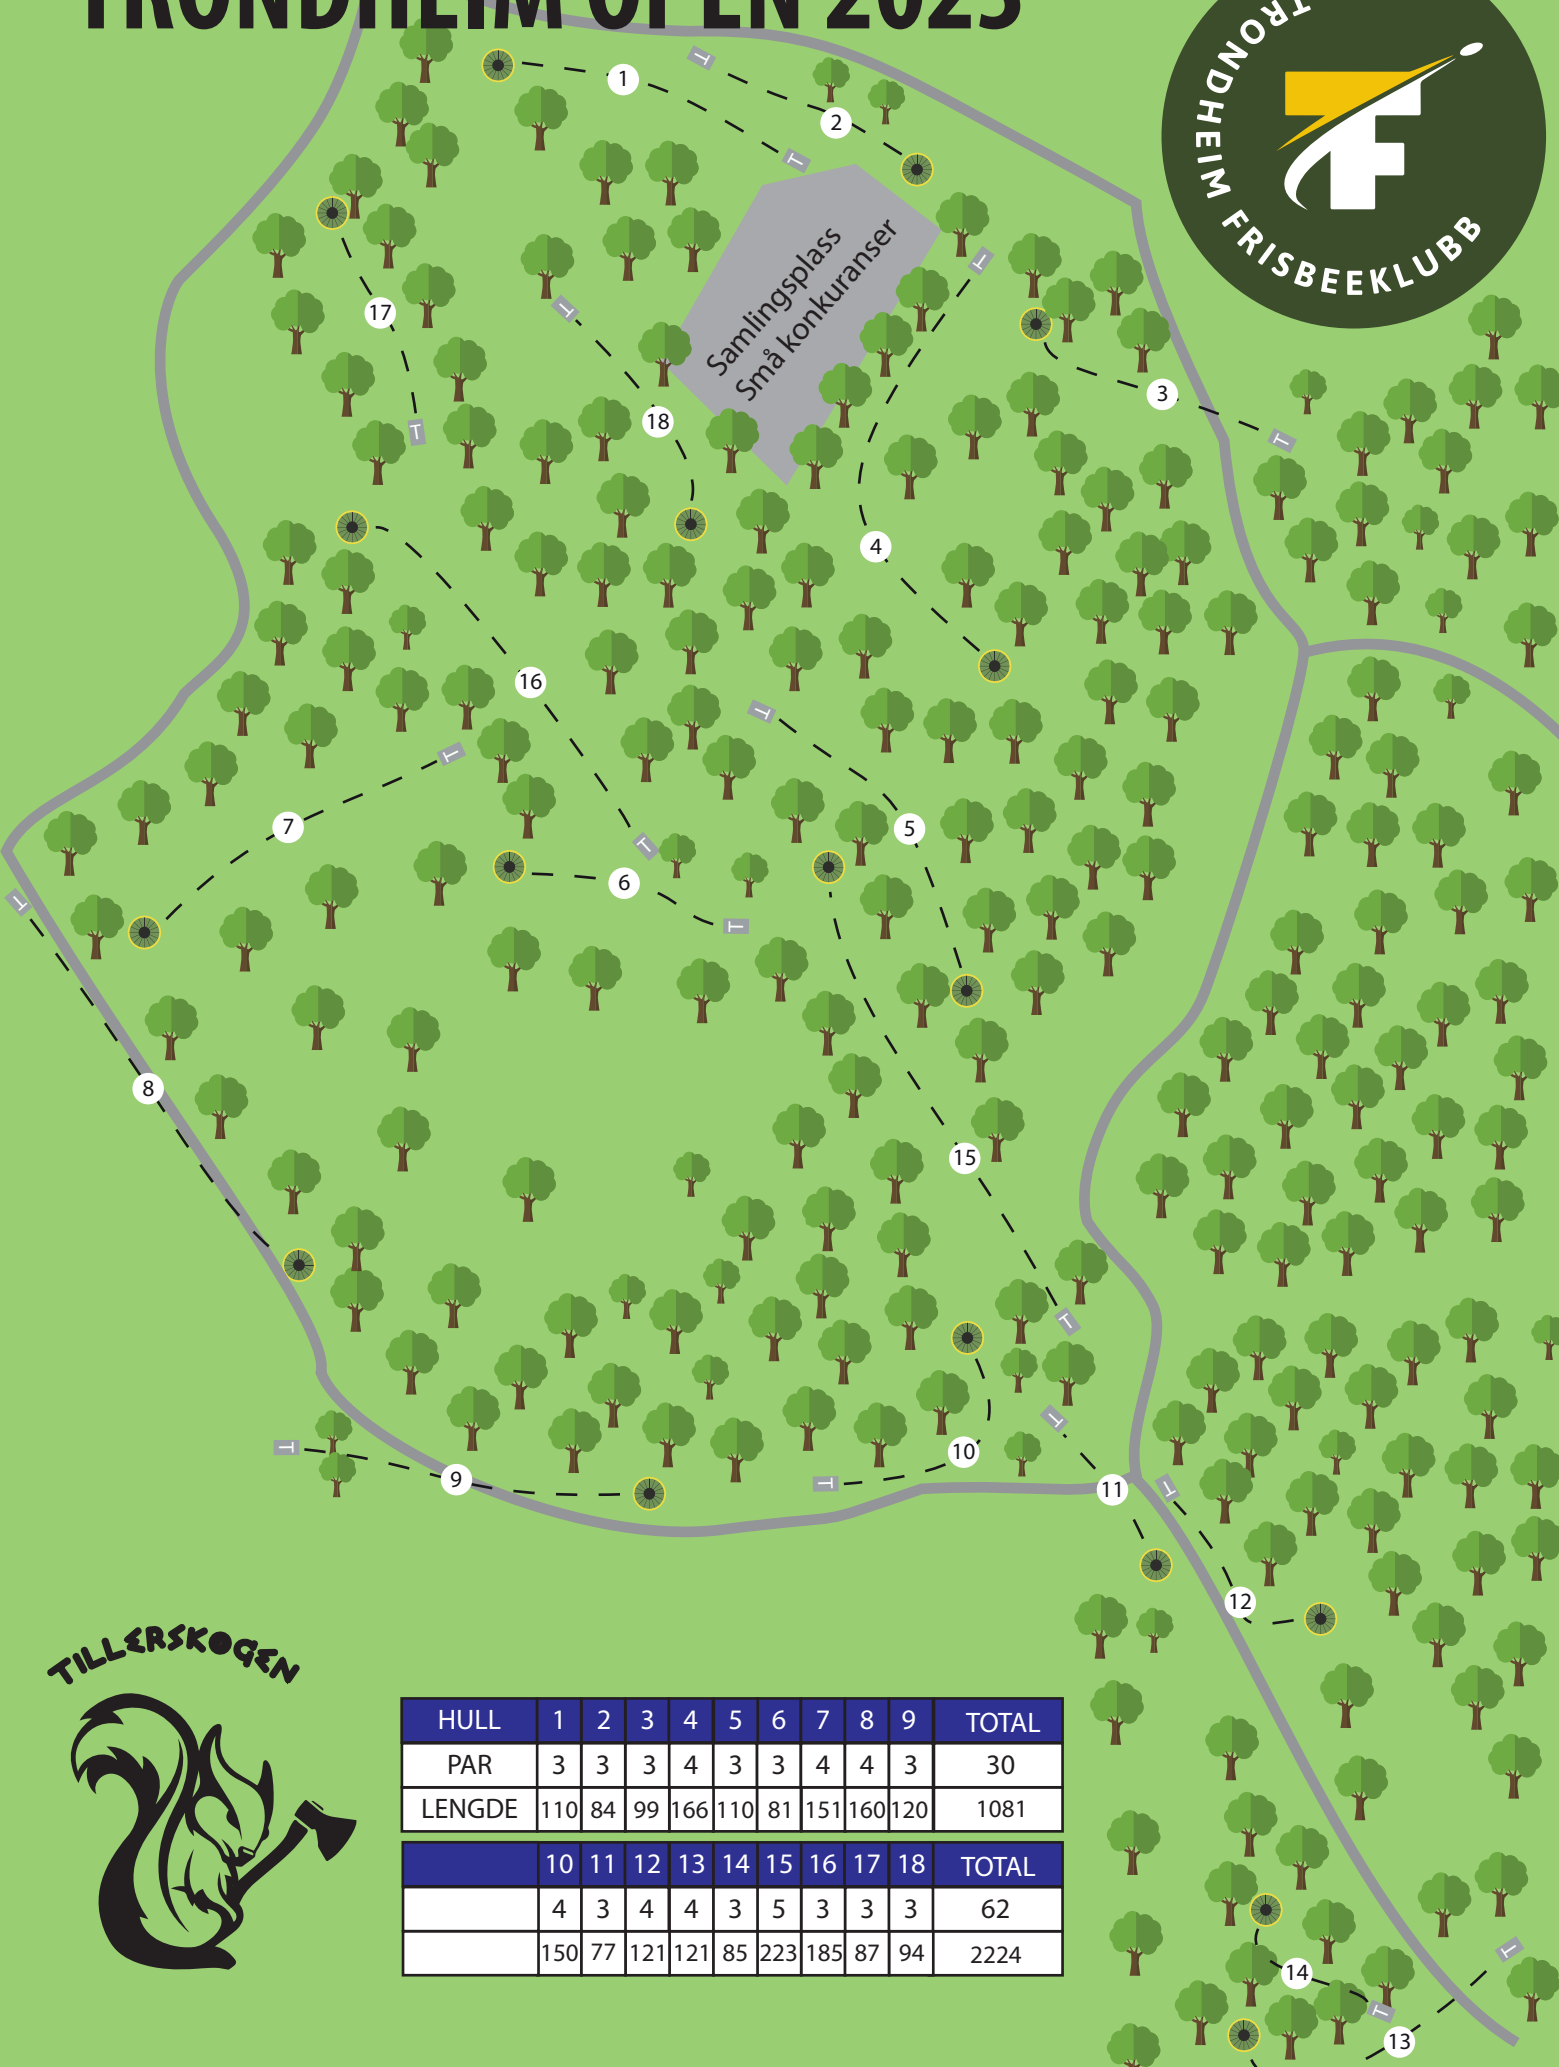 TRONDHEIM OPEN 2023
TRONDHEIM FRISBEEKLUBB
1
2
Samlingsplass
Små konkuranser
17
3
18
4
16
7
5
6
8
15
10
9
11
12
TILLERSKOGEN
HULL 1 2 3 4 5 6 7 8 9 TOTAL
PAR 3 3 3 4 3 3 4 4 3 30
LENGDE 110 84 99 166 110 81 151 160 120 1081
10 11 12 13 14 15 16 17 18 TOTAL
4 3 4 4 3 5 3 3 3 62
150 77 121 121 85 223 185 87 94 2224
14
13